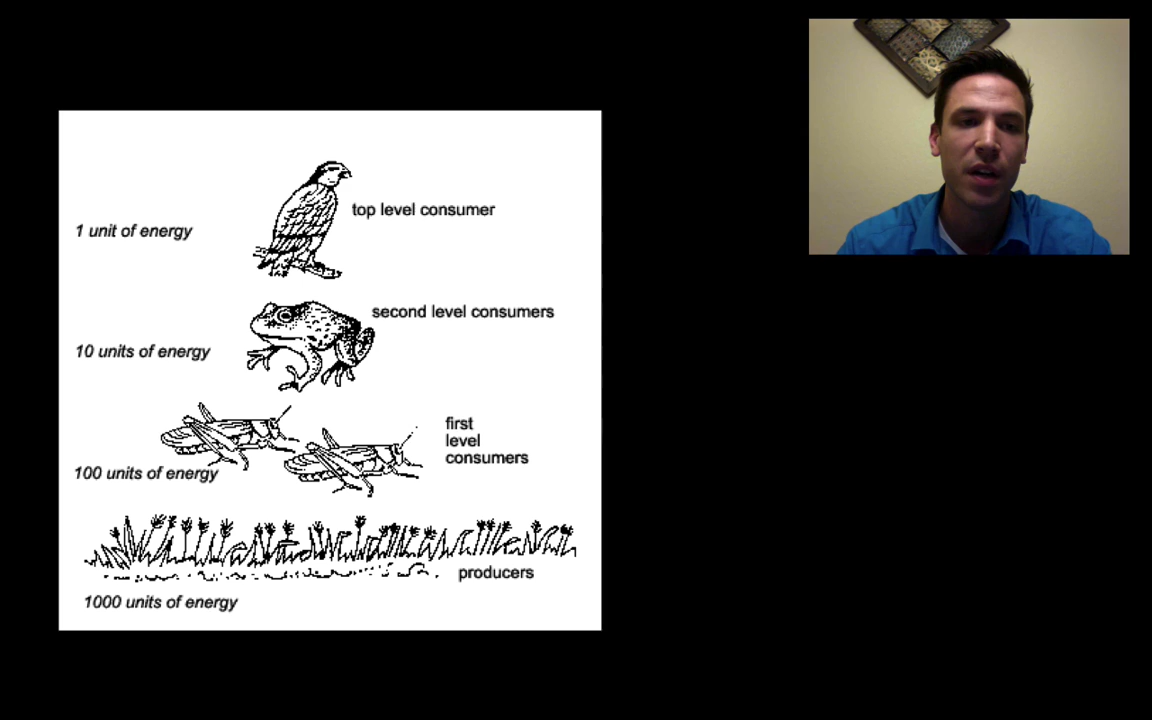 top level consumer
1 unit of energy
second level consumers
10 units of energy
first
level
consumers
100 units of energy
producers
1000 units of energy